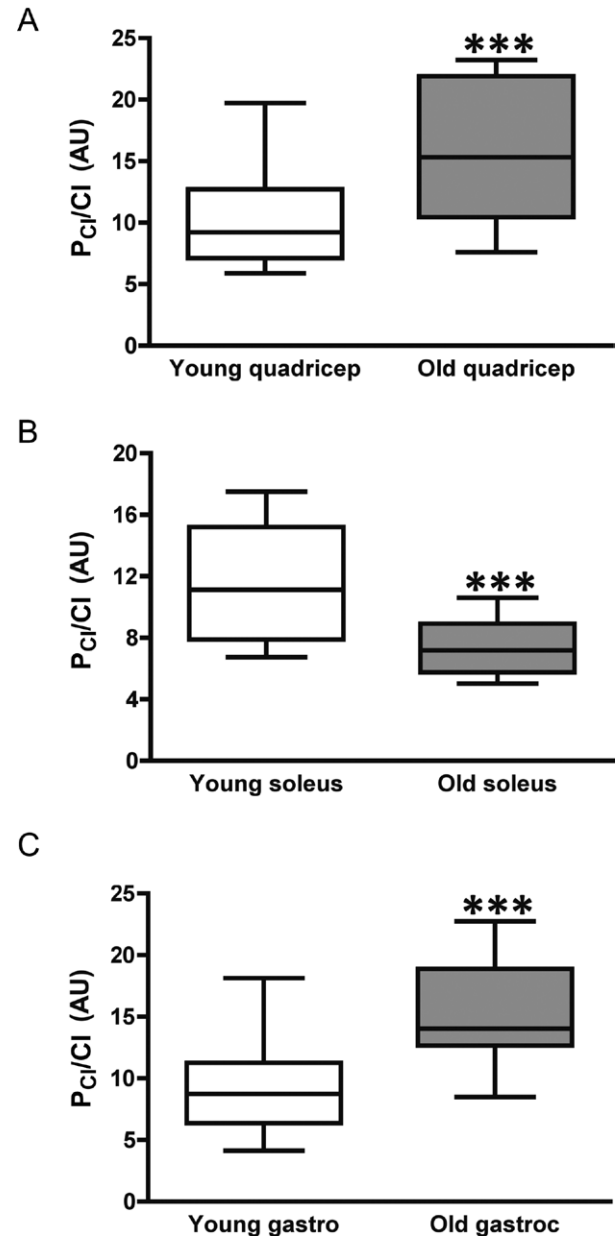 A
25
20
15
10
5
0
PCI/CI (AU)
***
Young quadricep Old quadricep
B
20
16
12
8
4
0
PCI/CI (AU)
***
Young soleus Old soleus
C
25
20
15
10
5
0
PCI/CI (AU)
***
Young gastro Old gastroc